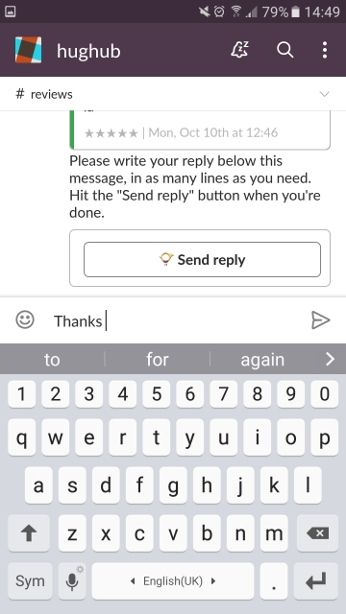 79% 14:49
hughub
# reviews
★★★★★ | Mon, Oct 10th at 12:46
Please write your reply below this
message, in as many lines as you need.
Hit the "Send reply" button when you're
done.
Send reply
Thanks
to for again
1 2 3 4 5 6 7 8 9 0
q w e r t y u i o p
a s d f g h j k l
z x c v b n m
Sym English(UK) .